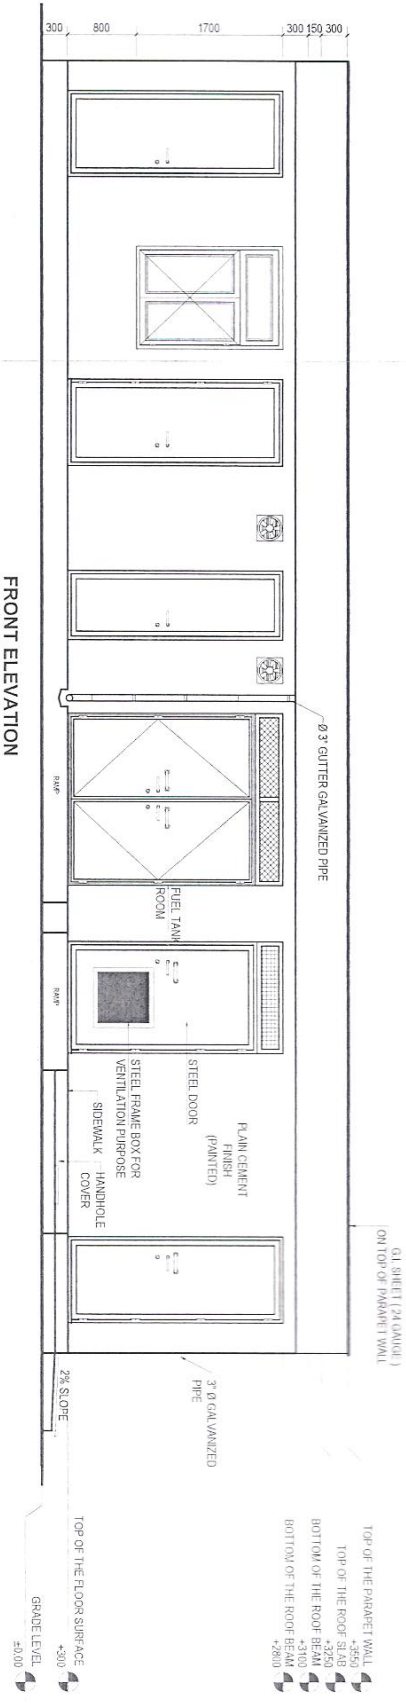 300
800
1700
300
150
300
Ø 3" GUTTER GALVANIZED PIPE
G.I. SHEET ( 24 GAUGE )
ON TOP OF PARAPET WALL
PLAIN CEMENT
FINISH
(PAINTED)
STEEL DOOR
FUEL TANK
ROOM
STEEL FRAME BOX FOR
VENTILATION PURPOSE
HANDHOLE
COVER
SIDEWALK
RAMP
RAMP
3" Ø GALVANIZED
PIPE
2% SLOPE
TOP OF THE PARAPET WALL
+3550
TOP OF THE ROOF SLAB
+3250
BOTTOM OF THE ROOF BEAM
+3100
BOTTOM OF THE ROOF BEAM
+2800
TOP OF THE FLOOR SURFACE
+300
GRADE LEVEL
±0.00
FRONT ELEVATION